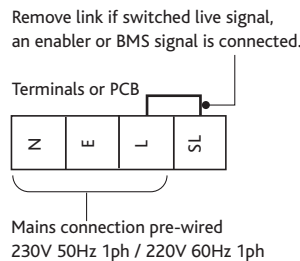 Remove link if switched live signal,
an enabler or BMS signal is connected.
Terminals or PCB
N E L SL
Mains connection pre-wired
230V 50Hz 1ph / 220V 60Hz 1ph